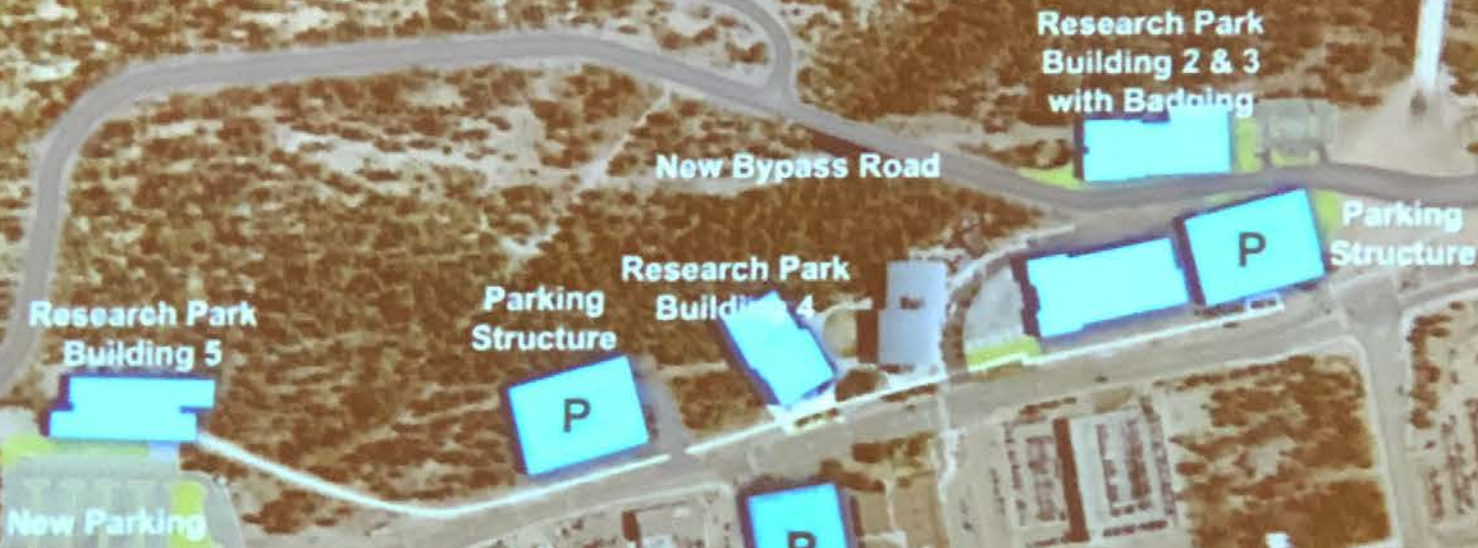 Research Park
Building 2 & 3
with Badging
New Bypass Road
Parking
Structure
P
Research Park
Building 4
Parking
Structure
P
Research Park
Building 5
New Parking
P